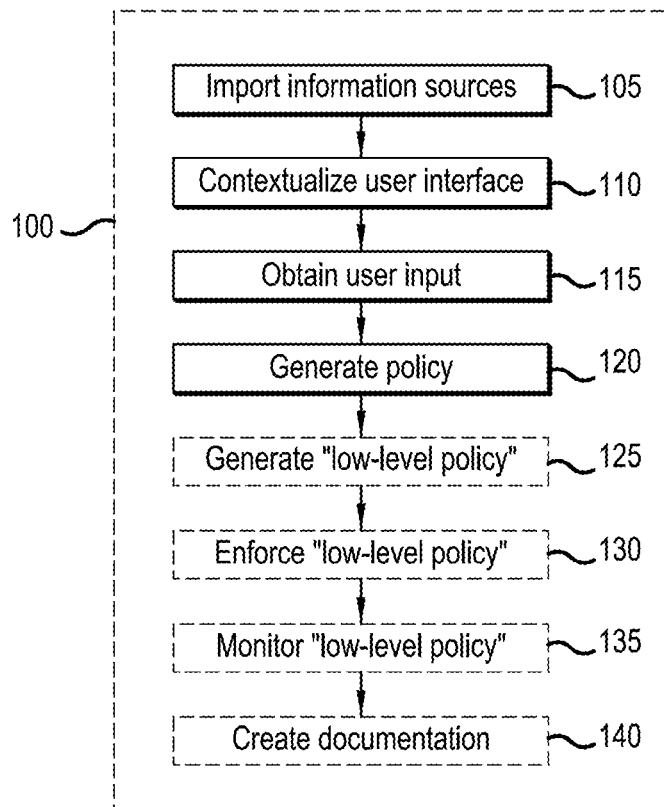 Import information sources 105
Contextualize user interface 110
100
Obtain user input 115
Generate policy 120
Generate "low-level policy" 125
Enforce "low-level policy" 130
Monitor "low-level policy" 135
Create documentation 140